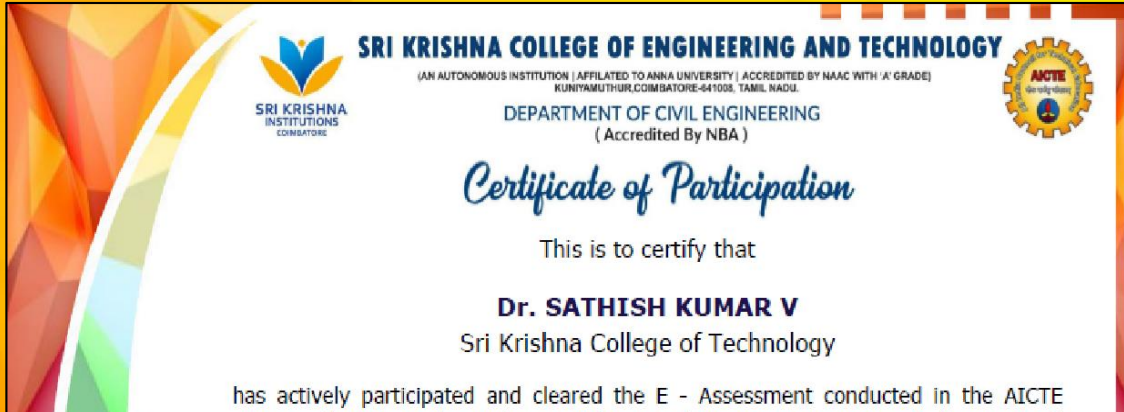 SRI KRISHNA COLLEGE OF ENGINEERING AND TECHNOLOGY
(AN AUTONOMOUS INSTITUTION | AFFILATED TO ANNA UNIVERSITY | ACCREDITED BY NAAC WITH 'A' GRADE)
KUNIYAMUTHUR,COIMBATORE-641008, TAMIL NADU.
SRI KRISHNA
INSTITUTIONS
COIMBATORE
AICTE
DEPARTMENT OF CIVIL ENGINEERING
( Accredited By NBA )
Certificate of Participation
This is to certify that
Dr. SATHISH KUMAR V
Sri Krishna College of Technology
has actively participated and cleared the E - Assessment conducted in the AICTE